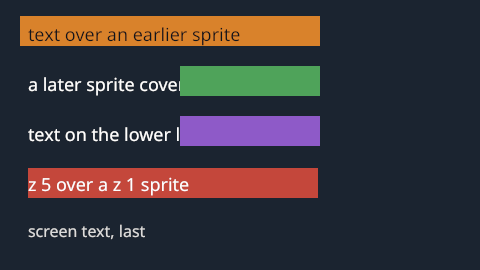 text over an earlier sprite
a later sprite cover
text on the lower l
z 5 over a z 1 sprite
screen text, last